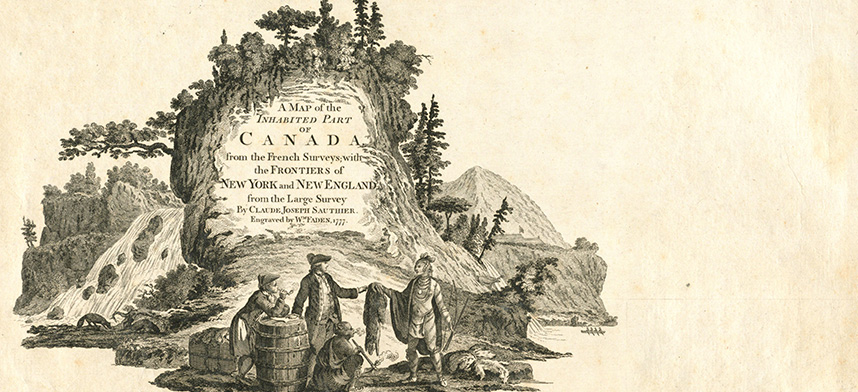 A MAP of the
INHABITED PART
OF
CANADA
from the French Surveys; with
the FRONTIERS of
NEW YORK and NEW ENGLAND
from the Large Survey
By CLAUDE JOSEPH SAUTHIER.
Engraved by Wm. FADEN, 1777.